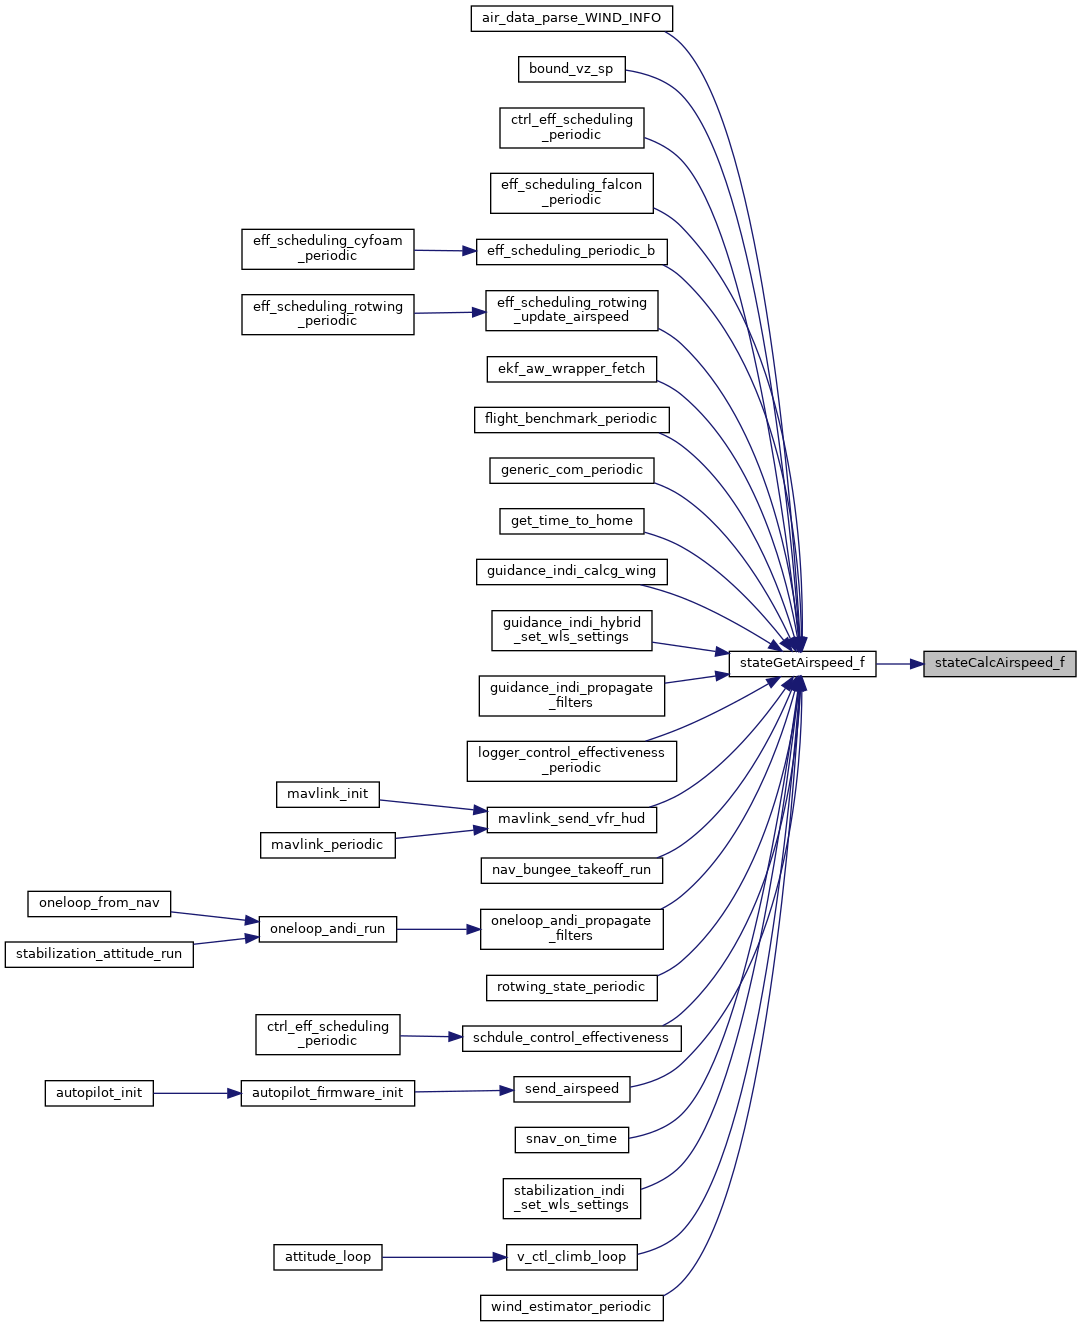 air_data_parse_WIND_INFO
bound_vz_sp
ctrl_eff_scheduling
_periodic
eff_scheduling_falcon
_periodic
eff_scheduling_cyfoam
_periodic
eff_scheduling_periodic_b
eff_scheduling_rotwing
_periodic
eff_scheduling_rotwing
_update_airspeed
ekf_aw_wrapper_fetch
flight_benchmark_periodic
generic_com_periodic
get_time_to_home
guidance_indi_calcg_wing
guidance_indi_hybrid
_set_wls_settings
stateGetAirspeed_f
stateCalcAirspeed_f
guidance_indi_propagate
_filters
logger_control_effectiveness
_periodic
mavlink_init
mavlink_send_vfr_hud
mavlink_periodic
nav_bungee_takeoff_run
oneloop_from_nav
oneloop_andi_run
oneloop_andi_propagate
_filters
stabilization_attitude_run
rotwing_state_periodic
ctrl_eff_scheduling
_periodic
schdule_control_effectiveness
autopilot_init
autopilot_firmware_init
send_airspeed
snav_on_time
stabilization_indi
_set_wls_settings
attitude_loop
v_ctl_climb_loop
wind_estimator_periodic